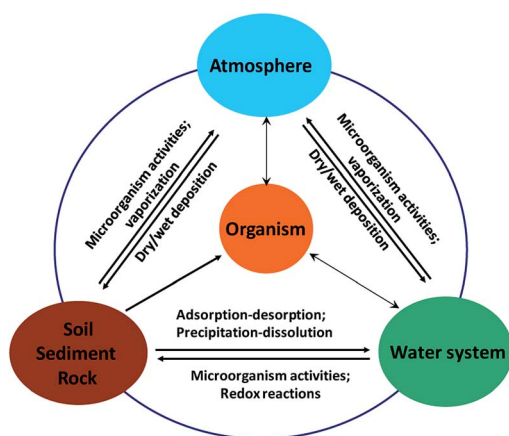 Atmosphere
Microorganism activities;
vaporization
Dry/wet deposition
Microorganism activities;
vaporization
Dry/wet deposition
Organism
Soil
Sediment
Rock
Adsorption-desorption;
Precipitation-dissolution
Water system
Microorganism activities;
Redox reactions